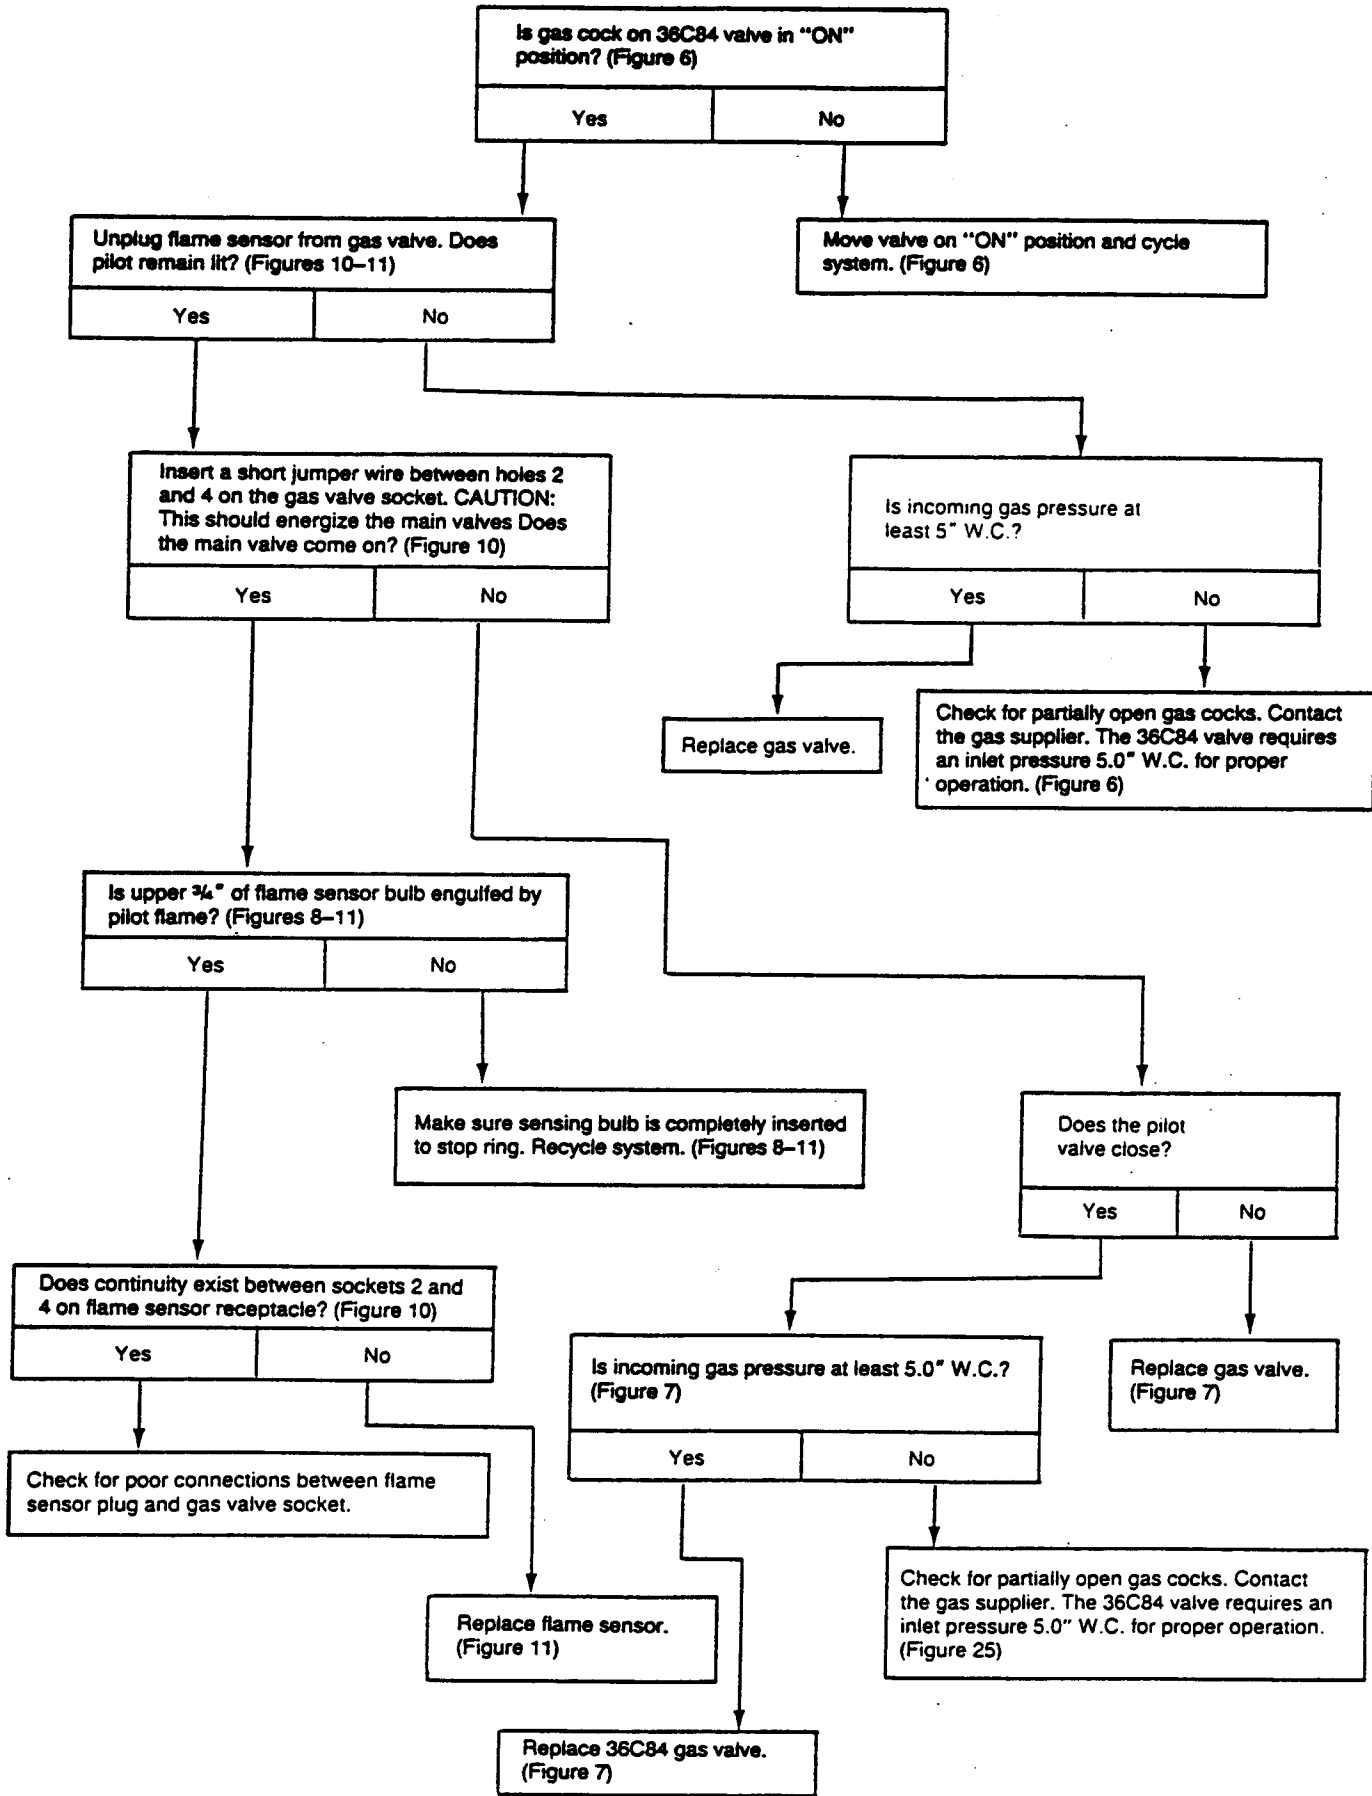 Is gas cock on 36C84 valve in "ON"
position? (Figure 6)
Yes
No
Unplug flame sensor from gas valve. Does
pilot remain lit? (Figures 10–11)
Yes
No
Move valve on "ON" position and cycle
system. (Figure 6)
Insert a short jumper wire between holes 2
and 4 on the gas valve socket. CAUTION:
This should energize the main valves Does
the main valve come on? (Figure 10)
Yes
No
Is incoming gas pressure at
least 5" W.C.?
Yes
No
Replace gas valve.
Check for partially open gas cocks. Contact
the gas supplier. The 36C84 valve requires
an inlet pressure 5.0" W.C. for proper
operation. (Figure 6)
Is upper ¾" of flame sensor bulb engulfed by
pilot flame? (Figures 8–11)
Yes
No
Make sure sensing bulb is completely inserted
to stop ring. Recycle system. (Figures 8–11)
Does the pilot
valve close?
Yes
No
Does continuity exist between sockets 2 and
4 on flame sensor receptacle? (Figure 10)
Yes
No
Is incoming gas pressure at least 5.0" W.C.?
(Figure 7)
Yes
No
Replace gas valve.
(Figure 7)
Check for poor connections between flame
sensor plug and gas valve socket.
Replace flame sensor.
(Figure 11)
Check for partially open gas cocks. Contact
the gas supplier. The 36C84 valve requires an
inlet pressure 5.0" W.C. for proper operation.
(Figure 25)
Replace 36C84 gas valve.
(Figure 7)